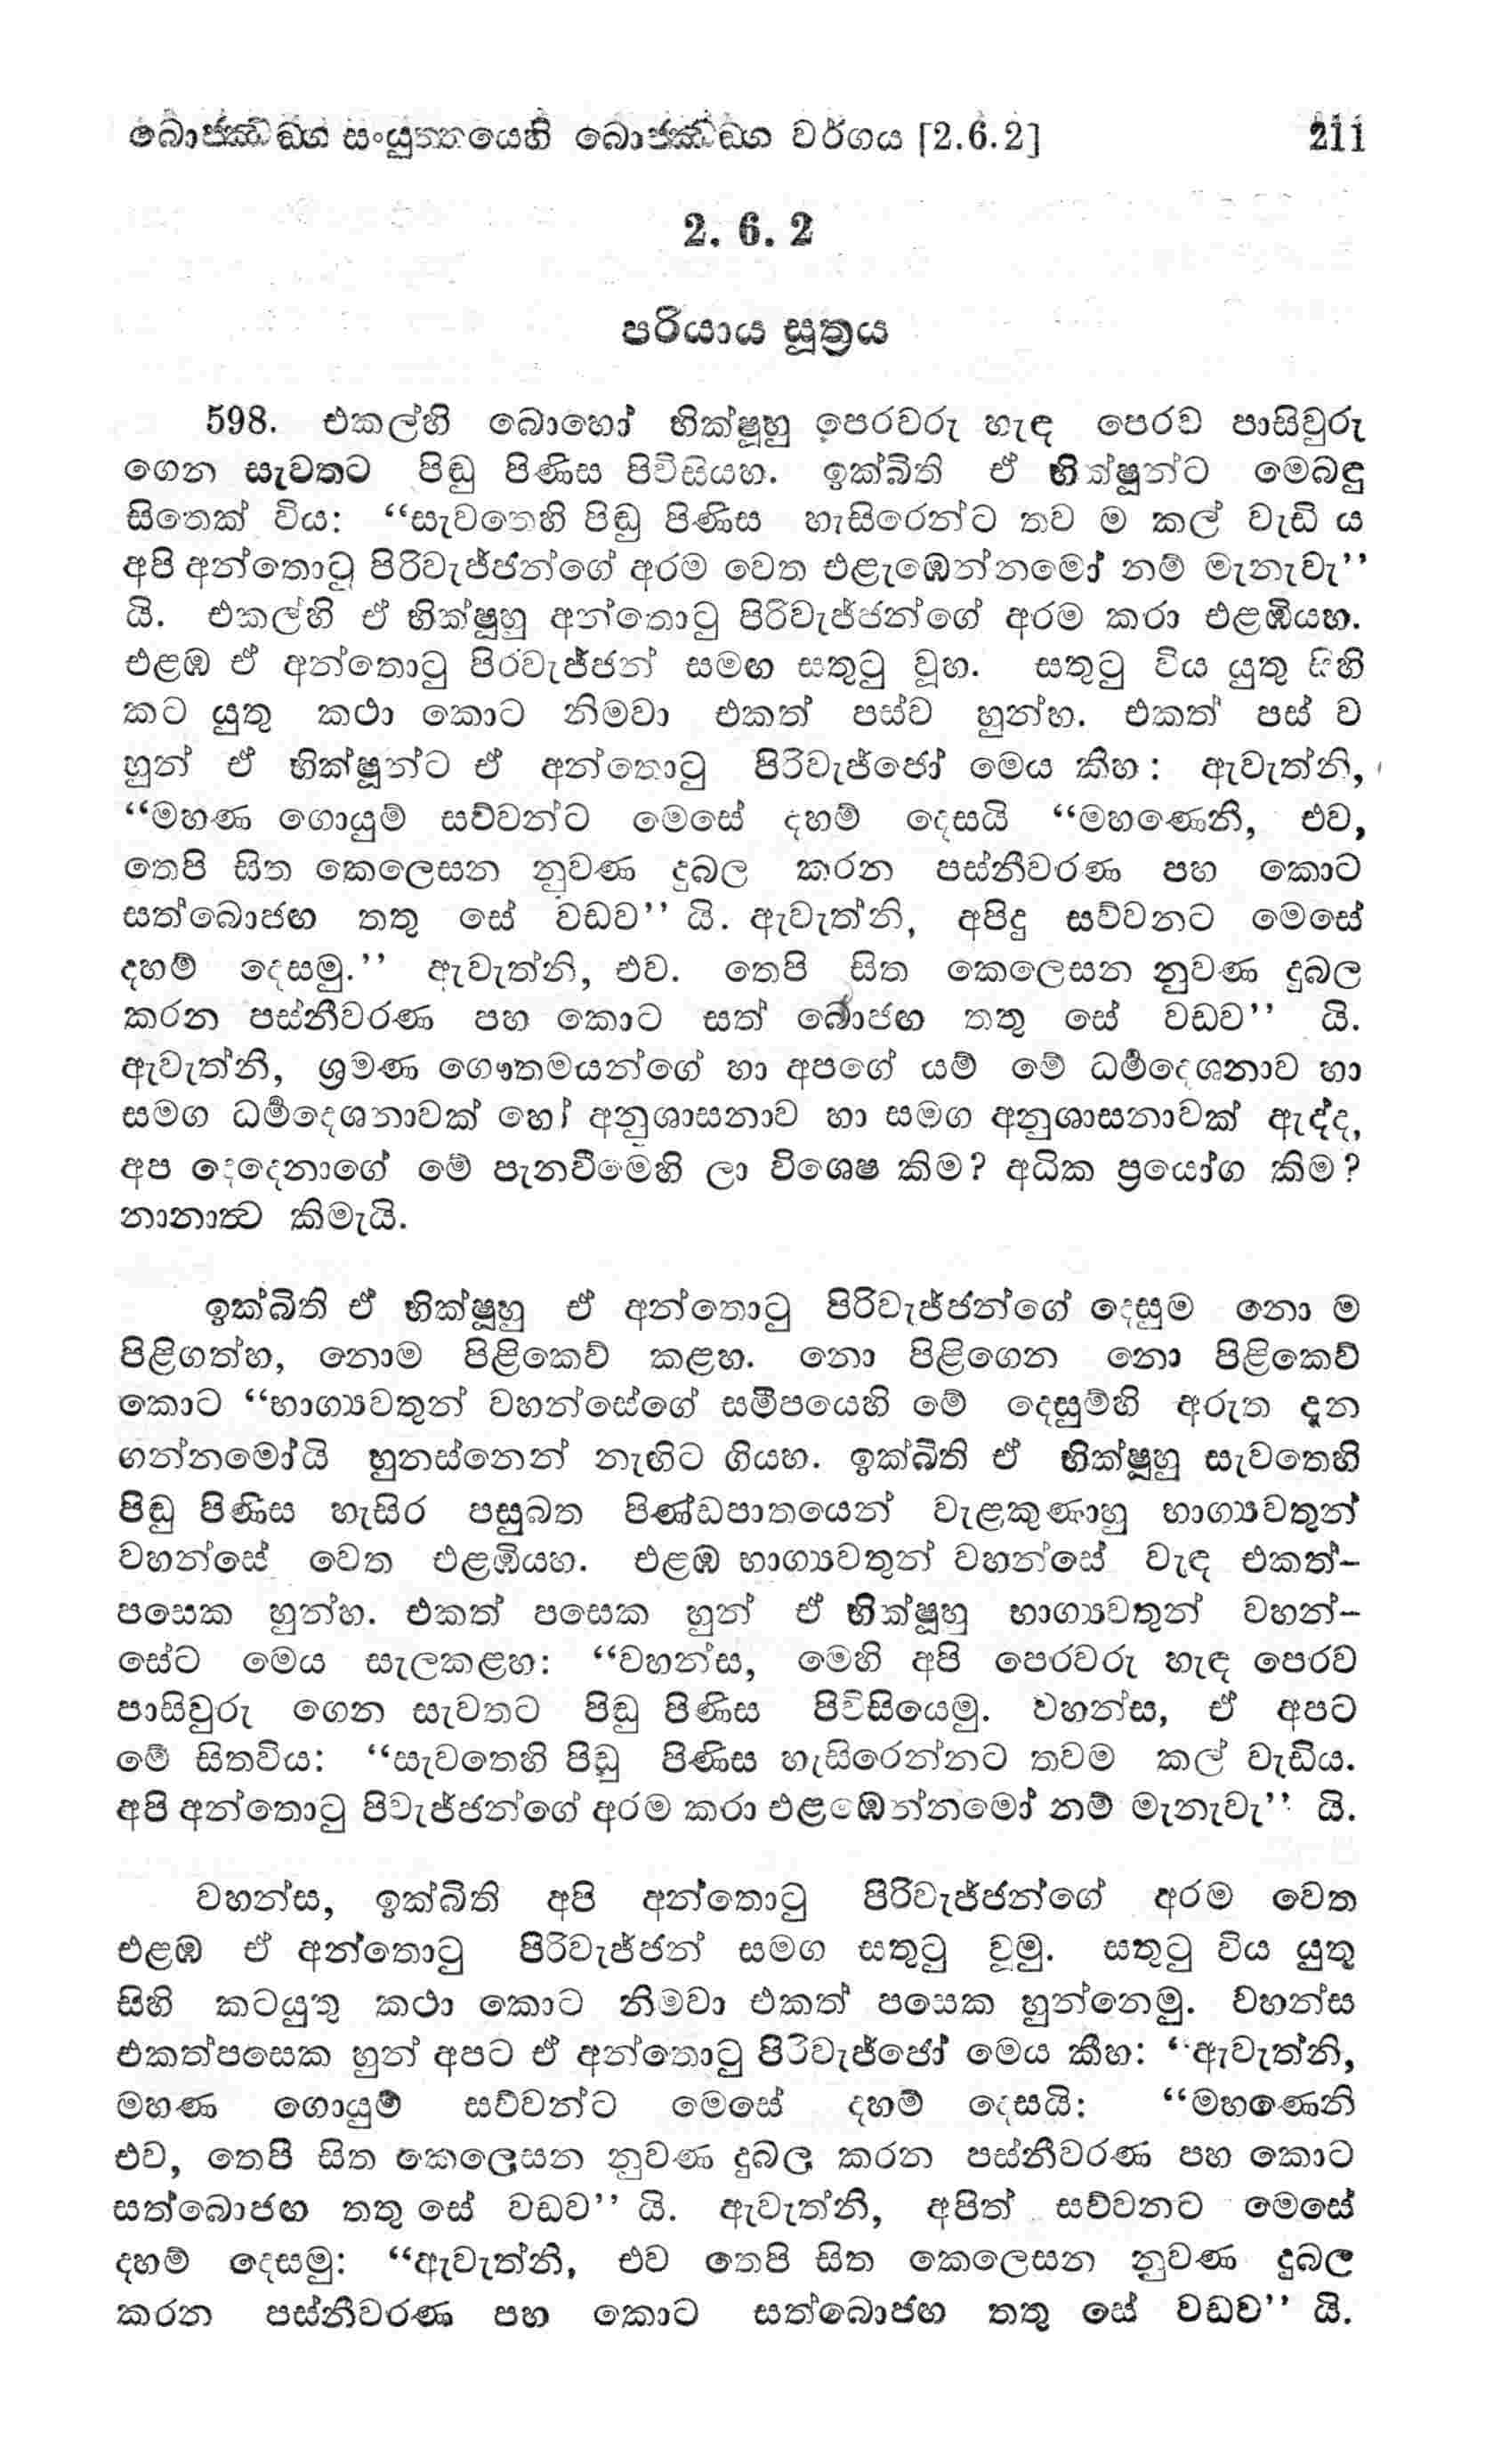 බොජ්ඣඞ්ග සංයුත්තයෙහි බොජ්ඣඞ්ග වර්ගය [2.6.2] 211
2. 6. 2
පරියාය සූත්‍රය
598. එකල්හි බොහෝ භික්ෂූහු පෙරවරු හැඳ පෙරව පාසිවුරු
ගෙන සැවතට පිඬු පිණිස පිවිසියහ. ඉක්බිති ඒ භික්ෂූන්ට මෙබඳු
සිතෙක් විය: “සැවතෙහි පිඬු පිණිස හැසිරෙන්ට තව ම කල් වැඩි ය
අපි අන්තොටු පිරිවැජ්ජන්ගේ අරම වෙත එළැඹෙන්නමෝ නම් මැනැවැ’’
යි. එකල්හි ඒ භික්ෂූහු අන්තොටු පිරිවැජ්ජන්ගේ අරම කරා එළඹියහ.
එළඹ ඒ අන්තොටු පිරවැජ්ජන් සමඟ සතුටු වූහ. සතුටු විය යුතු සිහි
කට යුතු කථා කොට නිමවා එකත් පස්ව හුන්හ. එකත් පස් ව
හුන් ඒ භික්ෂූන්ට ඒ අන්තොටු පිරිවැජ්ජෝ මෙය කීහ: ඇවැත්නි,
“මහණ ගොයුම් සව්වන්ට මෙසේ දහම් දෙසයි “මහණෙනි, එව,
තෙපි සිත කෙලෙසන නුවණ දුබල කරන පස්නීවරණ පහ කොට
සත්බොජඟ තතු සේ වඩව’’ යි. ඇවැත්නි, අපිදු සව්වනට මෙසේ
දහම් දෙසමු.’’ ඇවැත්නි, එව. තෙපි සිත කෙලෙසන නුවණ දුබල
කරන පස්නීවරණ පහ කොට සත් බොජඟ තතු සේ වඩව’’ යි.
ඇවැත්නි, ශ්‍රමණ ගෞතමයන්ගේ හා අපගේ යම් මේ ධර්‍මදෙශනාව හා
සමග ධර්‍මදෙශනාවක් හෝ අනුශාසනාව හා සමග අනුශාසනාවක් ඇද්ද,
අප දෙදෙනාගේ මේ පැනවීමෙහි ලා විශෙෂ කිම? අධික ප්‍රයෝග කිම?
නානාත්‍ව කිමැයි.
ඉක්බිති ඒ භික්ෂූහු ඒ අන්තොටු පිරිවැජ්ජන්ගේ දෙසුම නො ම
පිළිගත්හ, නොම පිළිකෙව් කළහ. නො පිළිගෙන නො පිළිකෙව්
කොට “භාග්‍යවතුන් වහන්සේගේ සමීපයෙහි මේ දෙසුම්හි අරුත දැන
ගන්නමෝයි හුනස්නෙන් නැඟිට ගියහ. ඉක්බිති ඒ භික්ෂූහු සැවතෙහි
පිඬු පිණිස හැසිර පසුබත පිණ්ඩපාතයෙන් වැළකුණාහු භාග්‍යවතුන්
වහන්සේ වෙත එළඹියහ. එළඹ භාග්‍යවතුන් වහන්සේ වැඳ එකත්-
පසෙක හුන්හ. එකත් පසෙක හුන් ඒ භික්ෂූහු භාග්‍යවතුන් වහන්-
සේට මෙය සැලකළහ: “වහන්ස, මෙහි අපි පෙරවරු හැඳ පෙරව
පාසිවුරු ගෙන සැවතට පිඬු පිණිස පිවිසියෙමු. වහන්ස, ඒ අපට
මේ සිතවිය: “සැවතෙහි පිඬු පිණිස හැසිරෙන්නට තවම කල් වැඩිය.
අපි අන්තොටු පිවැජ්ජන්ගේ අරම කරා එළඹෙන්නමෝ නම් මැනැවැ’’ යි.
වහන්ස, ඉක්බිති අපි අන්තොටු පිරිවැජ්ජන්ගේ අරම වෙත
එළඹ ඒ අන්තොටු පිරිවැජ්ජන් සමග සතුටු වූමු. සතුටු විය යුතු
සිහි කටයුතු කථා කොට නිමවා එකත් පසෙක හුන්නෙමු. වහන්ස
එකත්පසෙක හුන් අපට ඒ අන්තොටු පිරිවැජ්ජෝ මෙය කීහ: “ඇවැත්නි,
මහණ ගොයුම් සව්වන්ට මෙසේ දහම් දෙසයි: “මහණෙනි
එව, තෙපි සිත කෙලෙසන නුවණ දුබල කරන පස්නීවරණ පහ කොට
සත්බොජඟ තතු සේ වඩව’’ යි. ඇවැත්නි, අපිත් සව්වනට මෙසේ
දහම් දෙසමු: “ඇවැත්නි, එව තෙපි සිත කෙලෙසන නුවණ දුබල
කරන පස්නීවරණ පහ කොට සත්බොජඟ තතු සේ වඩව’’ යි.